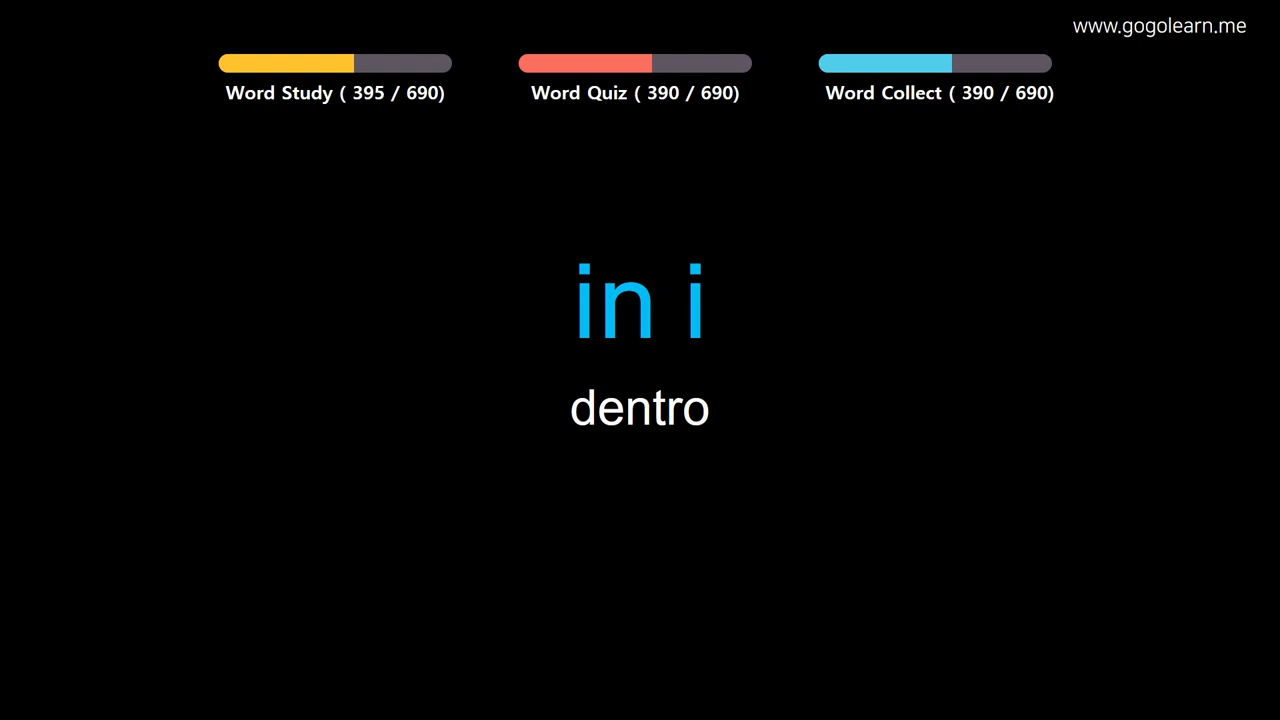 www.gogolearn.me
Word Study ( 395 / 690)
Word Quiz ( 390 / 690)
Word Collect ( 390 / 690)
in i
dentro